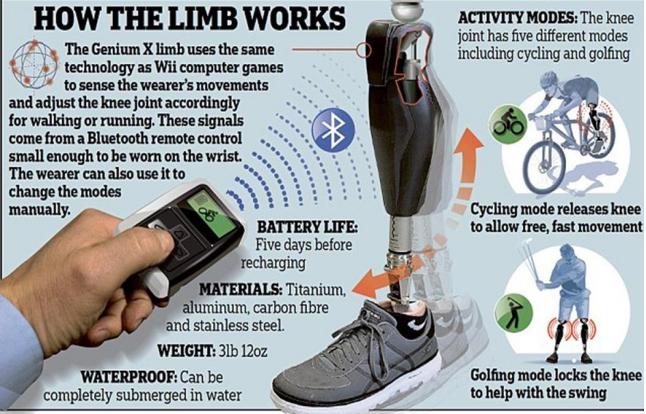 HOW THE LIMB WORKS
The Genium X limb uses the same
technology as Wii computer games
to sense the wearer's movements
and adjust the knee joint accordingly
for walking or running. These signals
come from a Bluetooth remote control
small enough to be worn on the wrist.
The wearer can also use it to
change the modes
manually.
BATTERY LIFE:
Five days before
recharging
MATERIALS: Titanium,
aluminum, carbon fibre
and stainless steel.
WEIGHT: 3lb 12oz
WATERPROOF: Can be
completely submerged in water
ACTIVITY MODES: The knee
joint has five different modes
including cycling and golfing
Cycling mode releases knee
to allow free, fast movement
Golfing mode locks the knee
to help with the swing